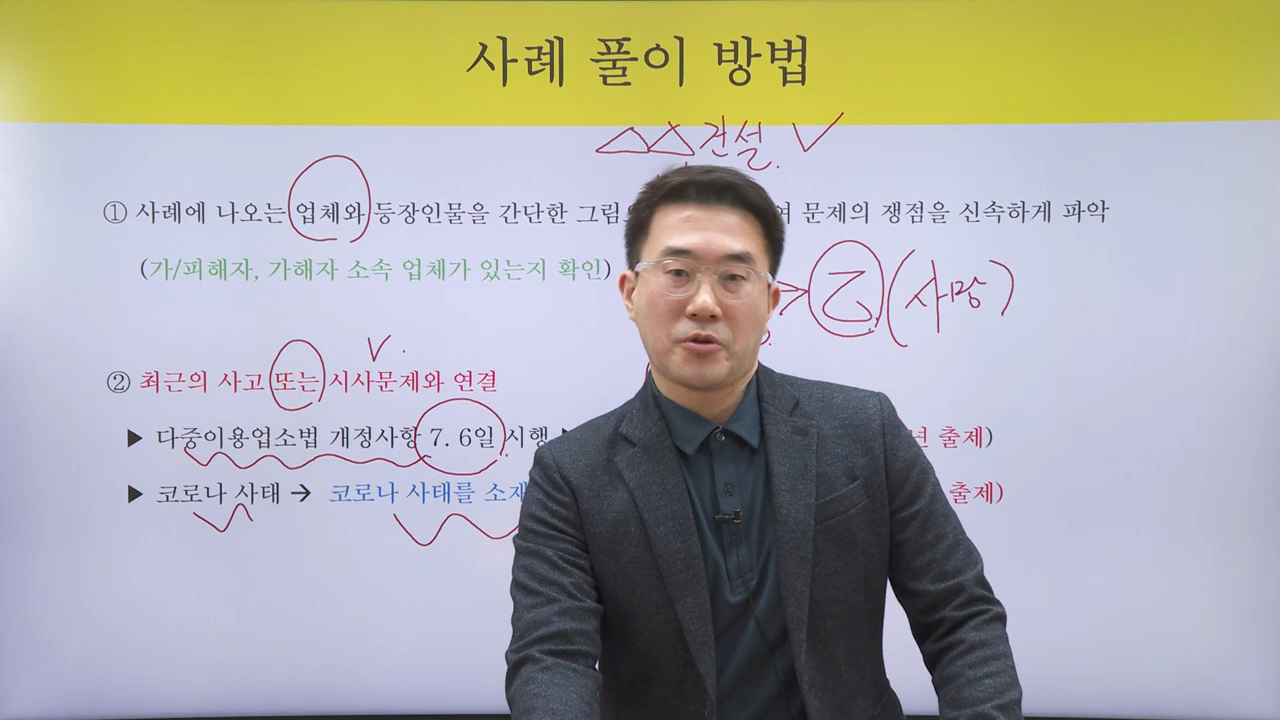 사례 풀이 방법
△△건설.
① 사례에 나오는 업체와 등장인물을 간단한 그림 여 문제의 쟁점을 신속하게 파악
(가/피해자, 가해자 소속 업체가 있는지 확인)
乙 (사망)
② 최근의 사고 또는 시사문제와 연결
▶ 다중이용업소법 개정사항 7. 6일 시행 년 출제)
▶ 코로나 사태 → 코로나 사태를 소재 출제)